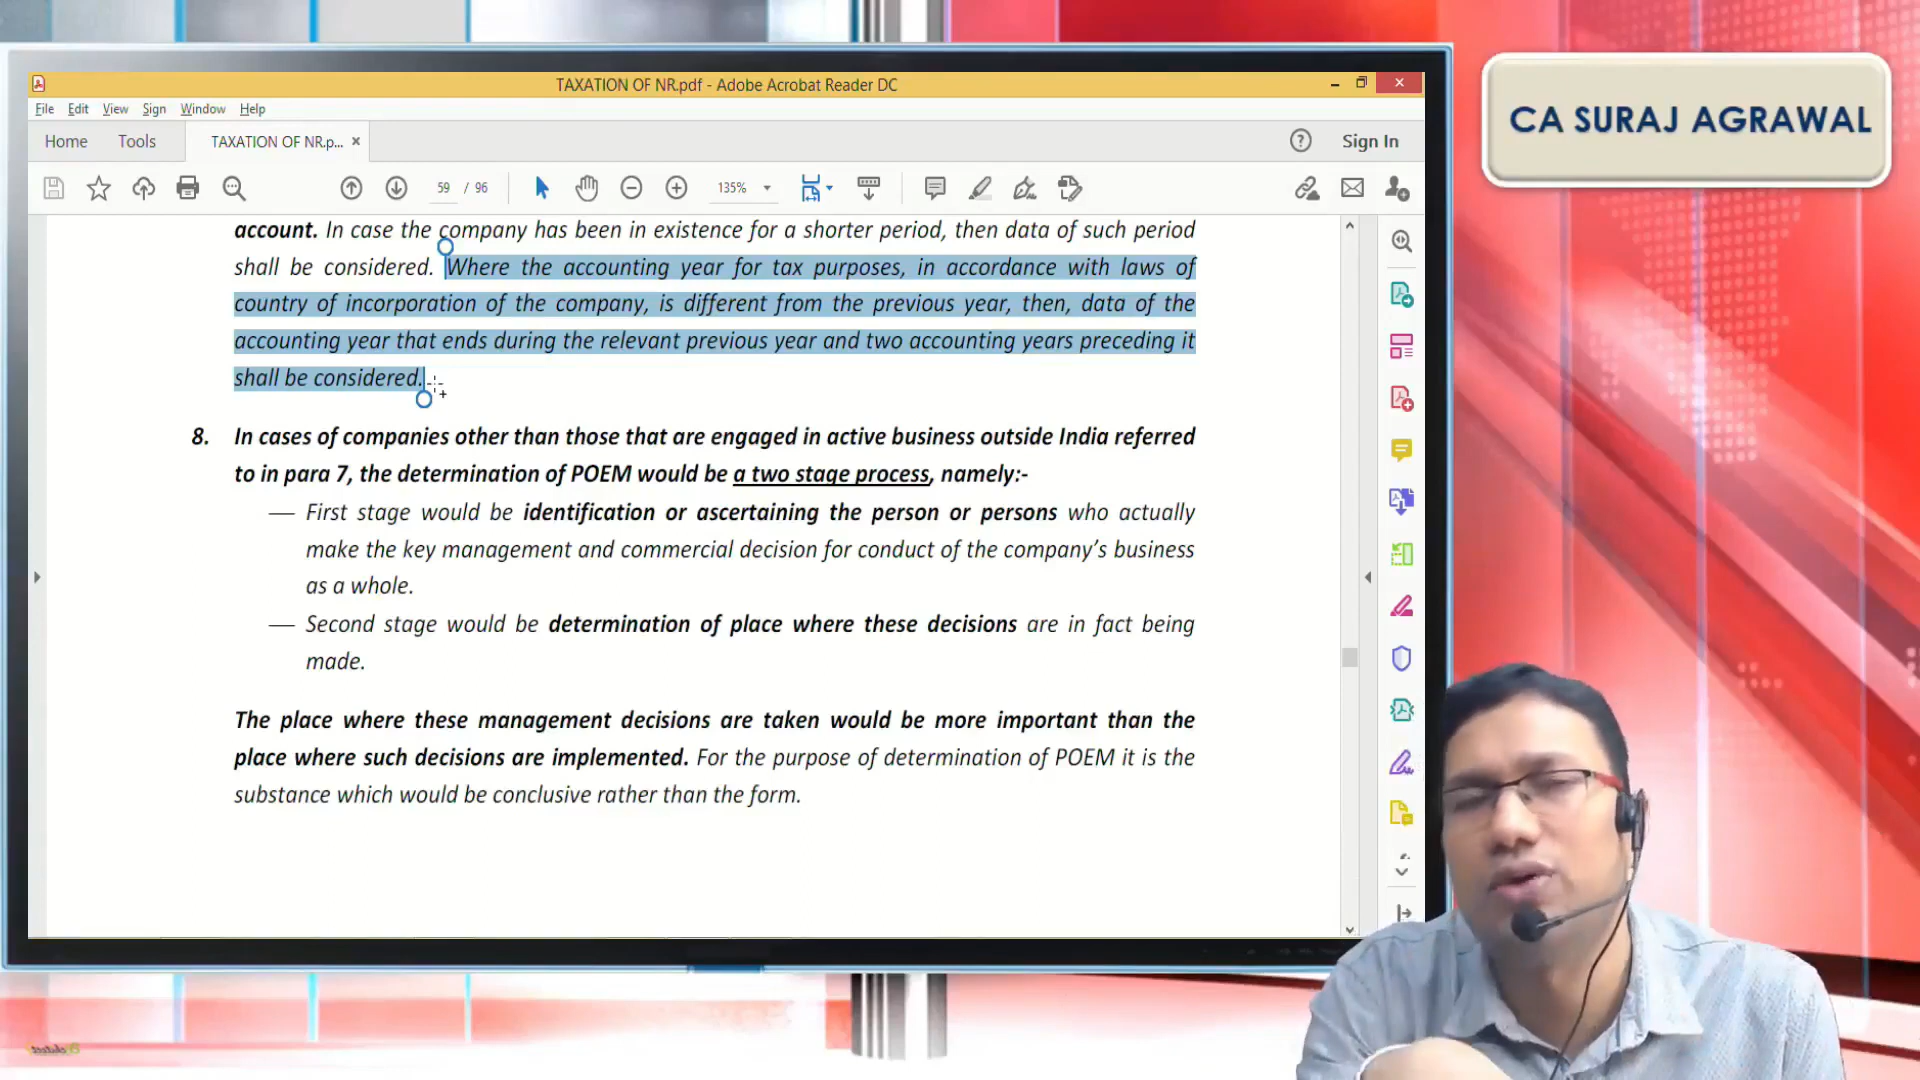 TAXATION OF NR.pdf - Adobe Acrobat Reader DC
File Edit View Sign Window Help
Home Tools TAXATION OF NR.p... × Sign In
59 / 96 135%
CA SURAJ AGRAWAL
account. In case the company has been in existence for a shorter period, then data of such period
shall be considered. Where the accounting year for tax purposes, in accordance with laws of
country of incorporation of the company, is different from the previous year, then, data of the
accounting year that ends during the relevant previous year and two accounting years preceding it
shall be considered.
8. In cases of companies other than those that are engaged in active business outside India referred
to in para 7, the determination of POEM would be a two stage process, namely:-
— First stage would be identification or ascertaining the person or persons who actually
make the key management and commercial decision for conduct of the company's business
as a whole.
— Second stage would be determination of place where these decisions are in fact being
made.
The place where these management decisions are taken would be more important than the
place where such decisions are implemented. For the purpose of determination of POEM it is the
substance which would be conclusive rather than the form.